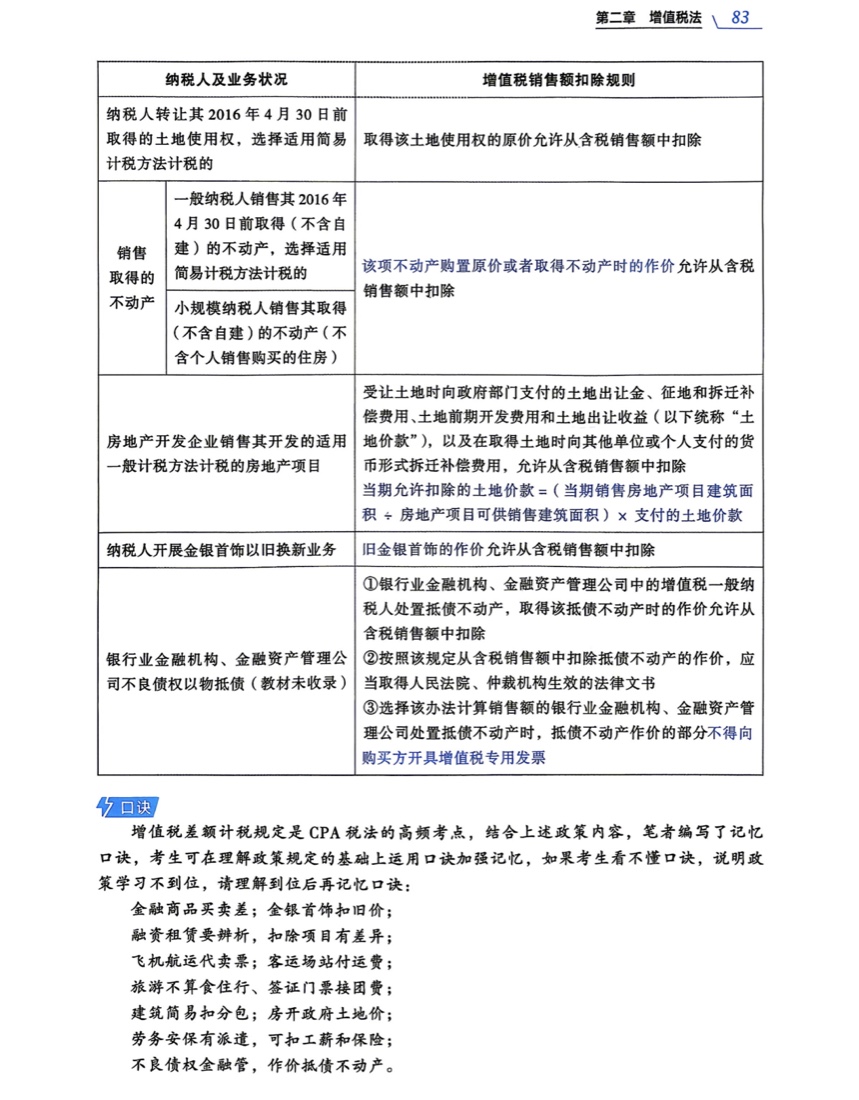 第二章 增值税法 83
纳税人及业务状况
增值税销售额扣除规则
纳税人转让其 2016 年 4 月 30 日前
取得的土地使用权，选择适用简易
计税方法计税的
取得该土地使用权的原价允许从含税销售额中扣除
销售
取得的
不动产
一般纳税人销售其 2016 年
4 月 30 日前取得（不含自
建）的不动产，选择适用
简易计税方法计税的
小规模纳税人销售其取得
（不含自建）的不动产（不
含个人销售购买的住房）
该项不动产购置原价或者取得不动产时的作价允许从含税
销售额中扣除
房地产开发企业销售其开发的适用
一般计税方法计税的房地产项目
受让土地时向政府部门支付的土地出让金、征地和拆迁补
偿费用、土地前期开发费用和土地出让收益（以下统称“土
地价款”），以及在取得土地时向其他单位或个人支付的货
币形式拆迁补偿费用，允许从含税销售额中扣除
当期允许扣除的土地价款 =（当期销售房地产项目建筑面
积 ÷ 房地产项目可供销售建筑面积）× 支付的土地价款
纳税人开展金银首饰以旧换新业务
旧金银首饰的作价允许从含税销售额中扣除
银行业金融机构、金融资产管理公
司不良债权以物抵债（教材未收录）
①银行业金融机构、金融资产管理公司中的增值税一般纳
税人处置抵债不动产，取得该抵债不动产时的作价允许从
含税销售额中扣除
②按照该规定从含税销售额中扣除抵债不动产的作价，应
当取得人民法院、仲裁机构生效的法律文书
③选择该办法计算销售额的银行业金融机构、金融资产管
理公司处置抵债不动产时，抵债不动产作价的部分不得向
购买方开具增值税专用发票
口诀
增值税差额计税规定是 CPA 税法的高频考点，结合上述政策内容，笔者编写了记忆
口诀，考生可在理解政策规定的基础上运用口诀加强记忆，如果考生看不懂口诀，说明政
策学习不到位，请理解到位后再记忆口诀：
金融商品买卖差；金银首饰扣旧价；
融资租赁要辨析，扣除项目有差异；
飞机航运代卖票；客运场站付运费；
旅游不算食住行、签证门票接团费；
建筑简易扣分包；房开政府土地价；
劳务安保有派遣，可扣工薪和保险；
不良债权金融管，作价抵债不动产。